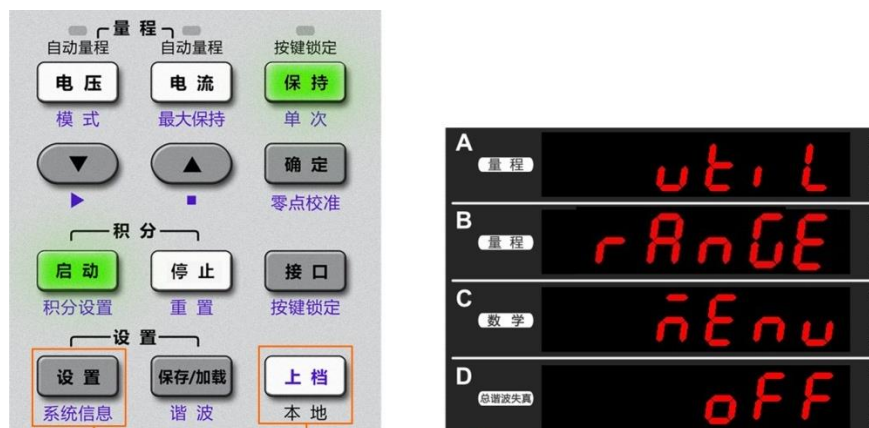 量 程
自动量程 自动量程 按键锁定
电 压 电 流 保 持
模 式 最大保持 单 次
▼ ▲ 确 定
▶ ■ 零点校准
积 分
启 动 停 止 接 口
积分设置 重 置 按键锁定
设 置
设 置 保存/加载 上 档
系统信息 谐 波 本 地
A
量 程 utiL
B
量 程 rAnGE
C
数 学 mEnu
D
总谐波失真 oFF